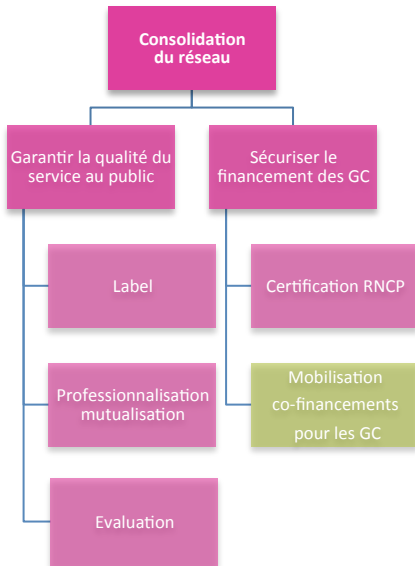 Consolidation
du réseau
Garantir la qualité du
service au public
Sécuriser le
financement des GC
Label
Certification RNCP
Professionnalisation
mutualisation
Mobilisation
co-financements
pour les GC
Evaluation